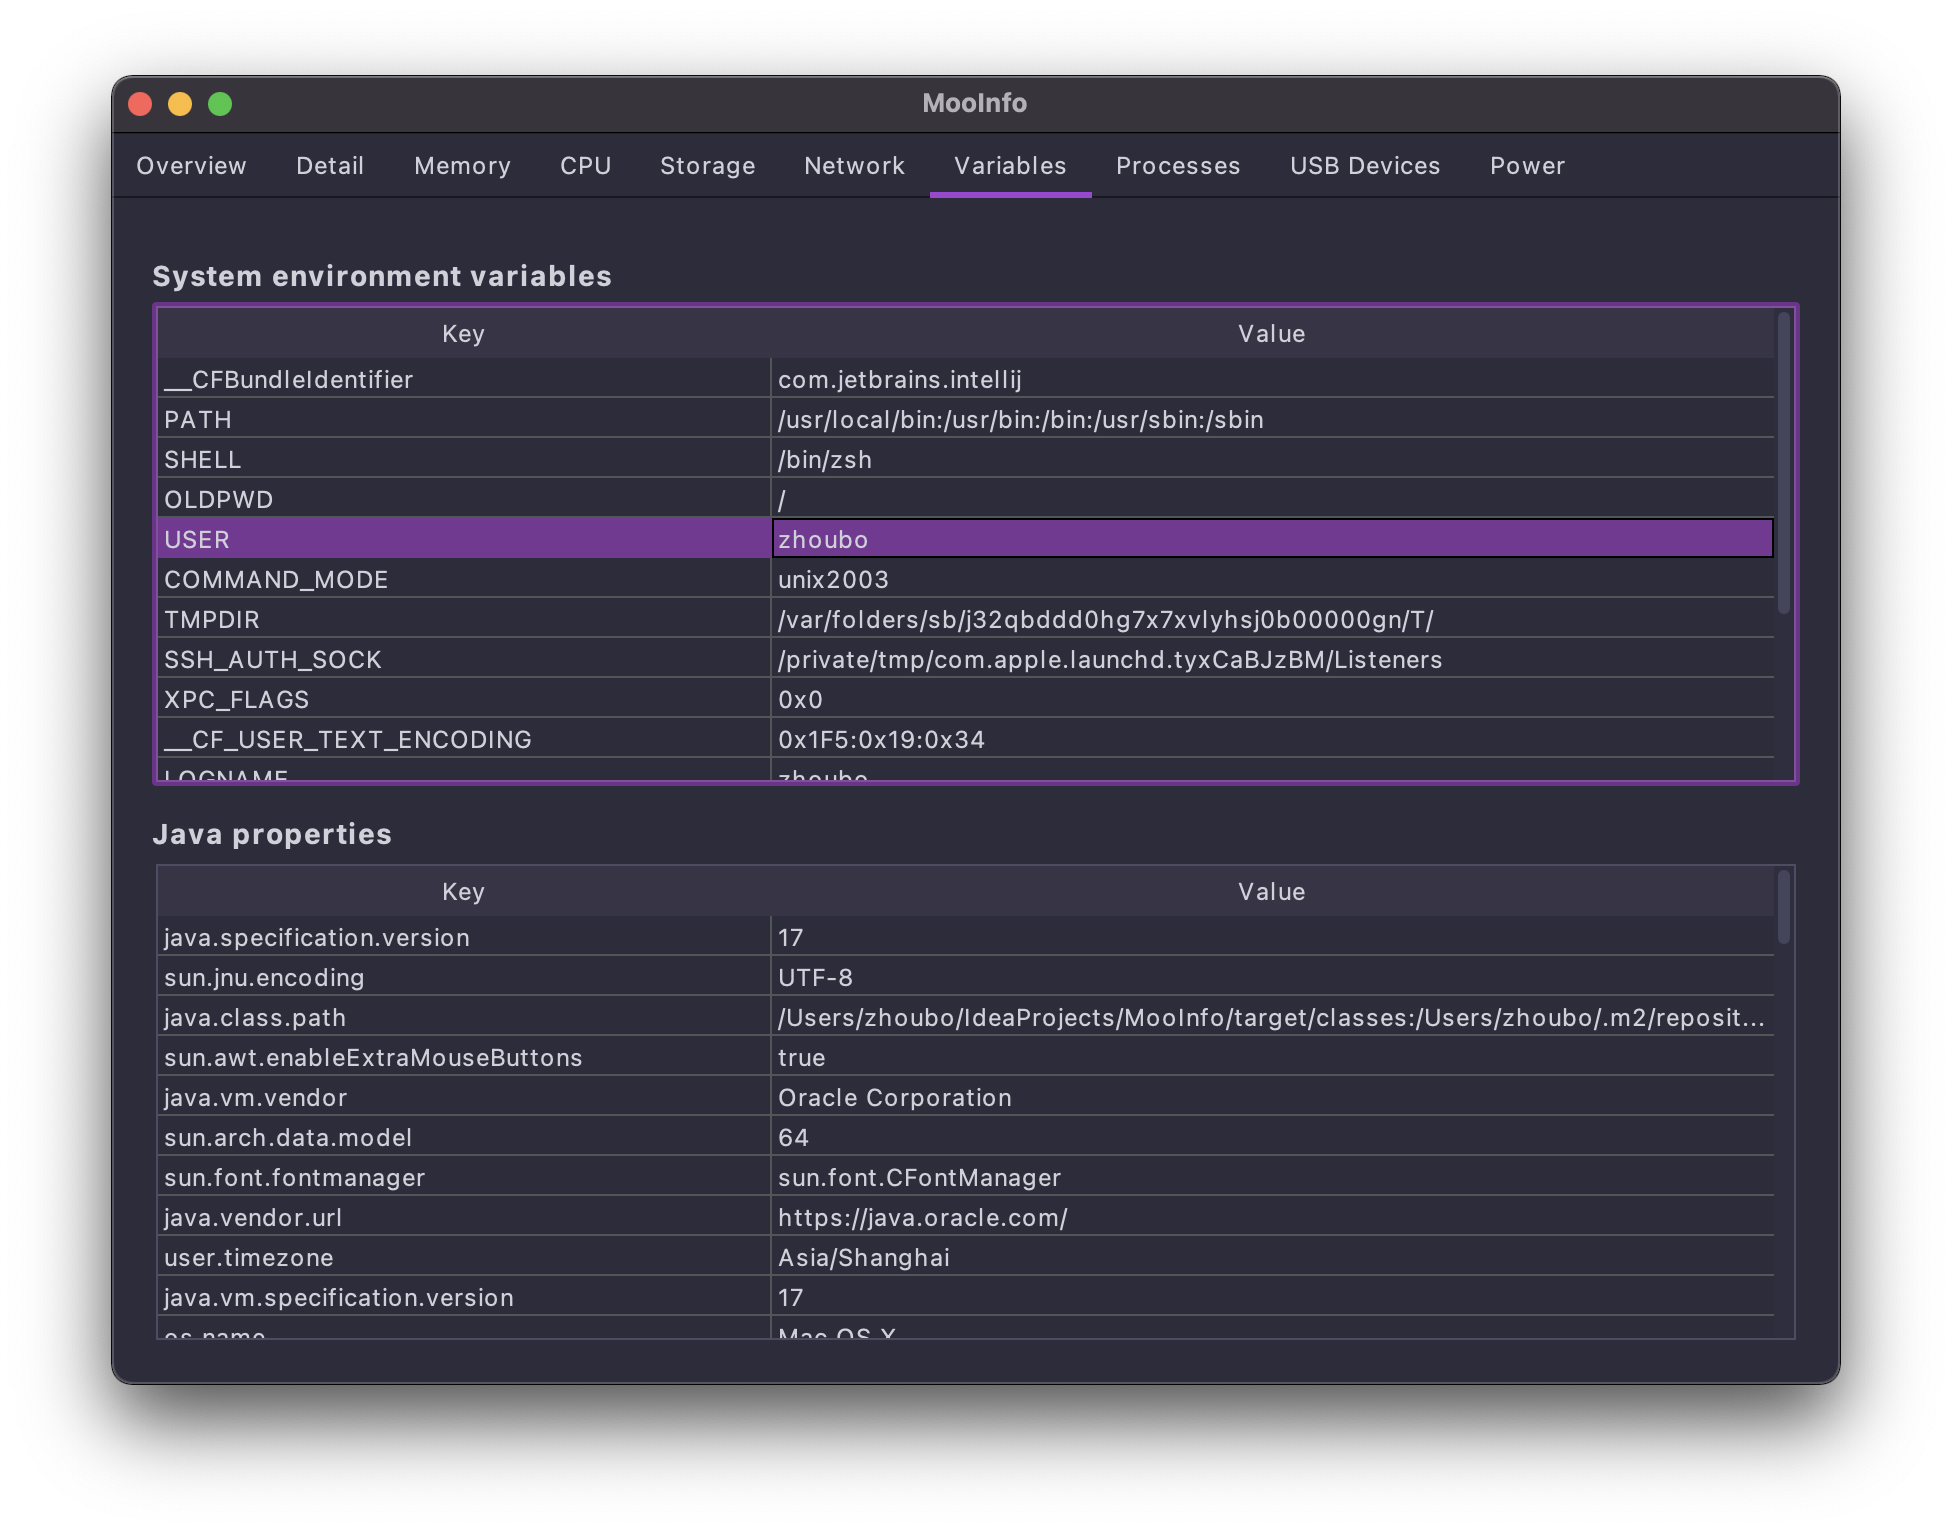 MooInfo
Overview Detail Memory CPU Storage Network Variables Processes USB Devices Power
System environment variables
Key Value
__CFBundleIdentifier com.jetbrains.intellij
PATH /usr/local/bin:/usr/bin:/bin:/usr/sbin:/sbin
SHELL /bin/zsh
OLDPWD /
USER zhoubo
COMMAND_MODE unix2003
TMPDIR /var/folders/sb/j32qbddd0hg7x7xvlyhsj0b00000gn/T/
SSH_AUTH_SOCK /private/tmp/com.apple.launchd.tyxCaBJzBM/Listeners
XPC_FLAGS 0x0
__CF_USER_TEXT_ENCODING 0x1F5:0x19:0x34
LOGNAME zhoubo
Java properties
Key Value
java.specification.version 17
sun.jnu.encoding UTF-8
java.class.path /Users/zhoubo/IdeaProjects/MooInfo/target/classes:/Users/zhoubo/.m2/reposit...
sun.awt.enableExtraMouseButtons true
java.vm.vendor Oracle Corporation
sun.arch.data.model 64
sun.font.fontmanager sun.font.CFontManager
java.vendor.url https://java.oracle.com/
user.timezone Asia/Shanghai
java.vm.specification.version 17
os.name Mac OS X